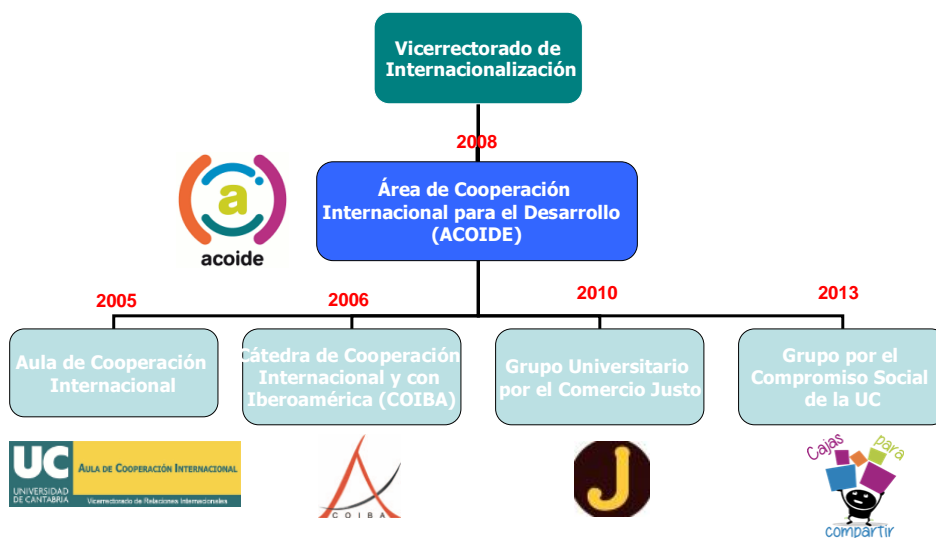 Vicerrectorado de
Internacionalización
2008
Área de Cooperación
Internacional para el Desarrollo
(ACOIDE)
a
acoide
2005
2006
2010
2013
Aula de Cooperación
Internacional
Cátedra de Cooperación
Internacional y con
Iberoamérica (COIBA)
Grupo Universitario
por el Comercio Justo
Grupo por el
Compromiso Social
de la UC
UC
UNIVERSIDAD
DE CANTABRIA
AULA DE COOPERACIÓN INTERNACIONAL
Vicerrectorado de Relaciones Internacionales
COIBA
J
Cajas para
compartir